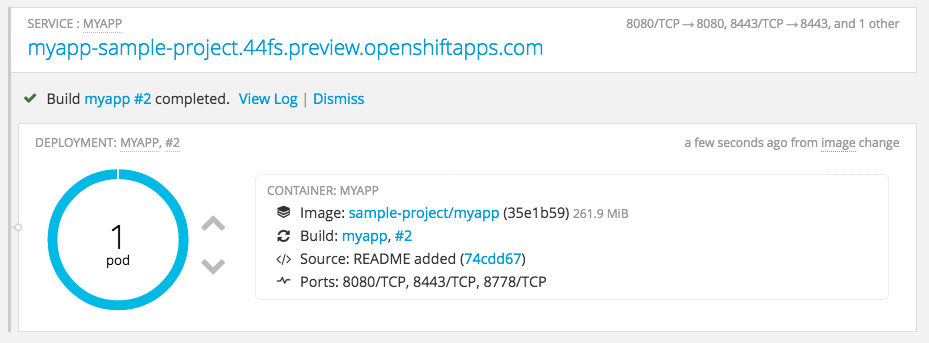 SERVICE : MYAPP 8080/TCP → 8080, 8443/TCP → 8443, and 1 other
myapp-sample-project.44fs.preview.openshiftapps.com
Build myapp #2 completed. View Log | Dismiss
DEPLOYMENT: MYAPP, #2 a few seconds ago from image change
1
pod
CONTAINER: MYAPP
Image: sample-project/myapp (35e1b59) 261.9 MiB
Build: myapp, #2
</> Source: README added (74cdd67)
Ports: 8080/TCP, 8443/TCP, 8778/TCP